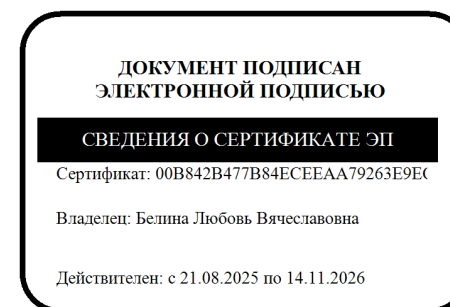 ДОКУМЕНТ ПОДПИСАН
ЭЛЕКТРОННОЙ ПОДПИСЬЮ
СВЕДЕНИЯ О СЕРТИФИКАТЕ ЭП
Сертификат: 00B842B477B84ECEEAA79263E9EC
Владелец: Белина Любовь Вячеславовна
Действителен: с 21.08.2025 по 14.11.2026